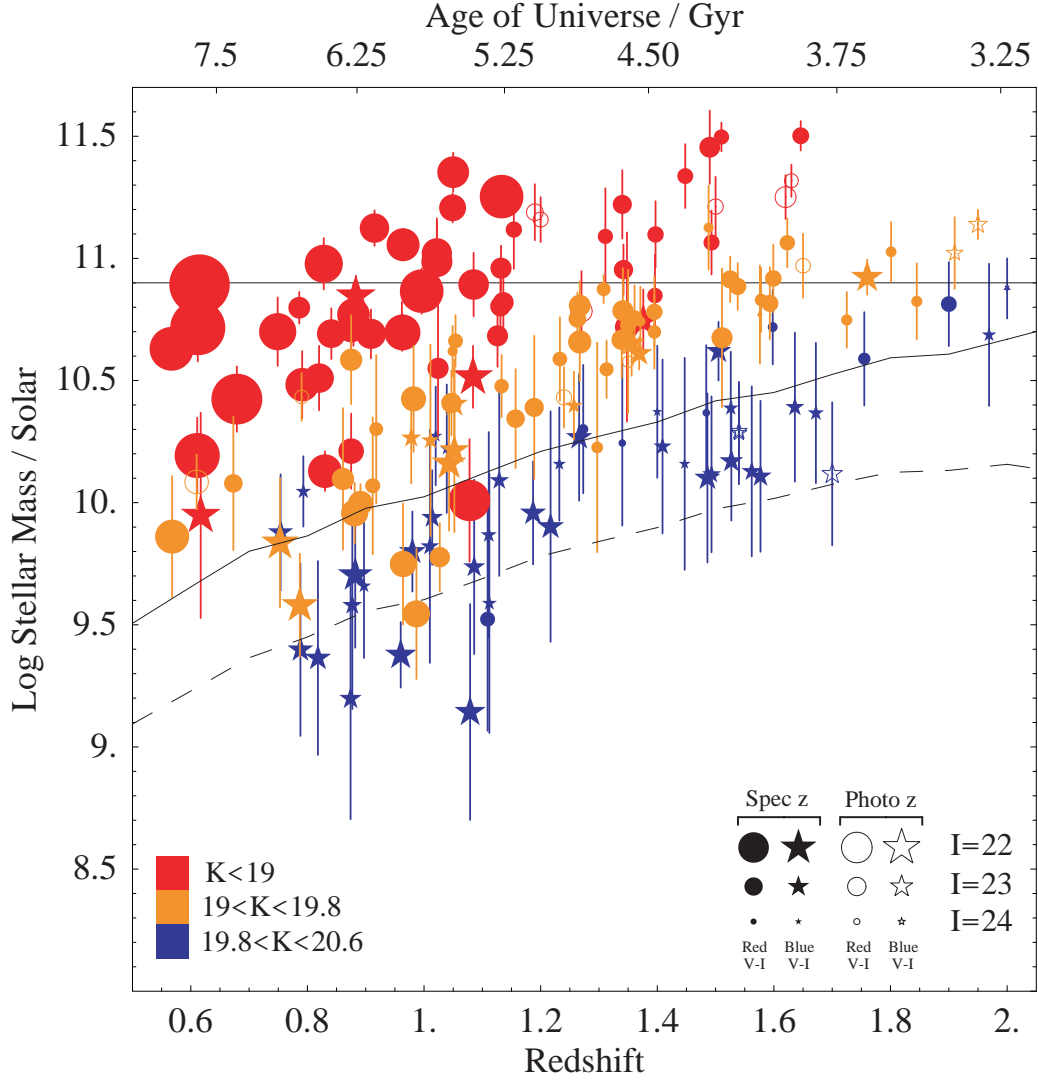 Age of Universe / Gyr
7.5 6.25 5.25 4.50 3.75 3.25
Log Stellar Mass / Solar
11.5
11.
10.5
10.
9.5
9.
8.5
K<19
19<K<19.8
19.8<K<20.6
Spec z Photo z
I=22
I=23
I=24
Red Blue Red Blue
V-I V-I V-I V-I
0.6 0.8 1. 1.2 1.4 1.6 1.8 2.
Redshift